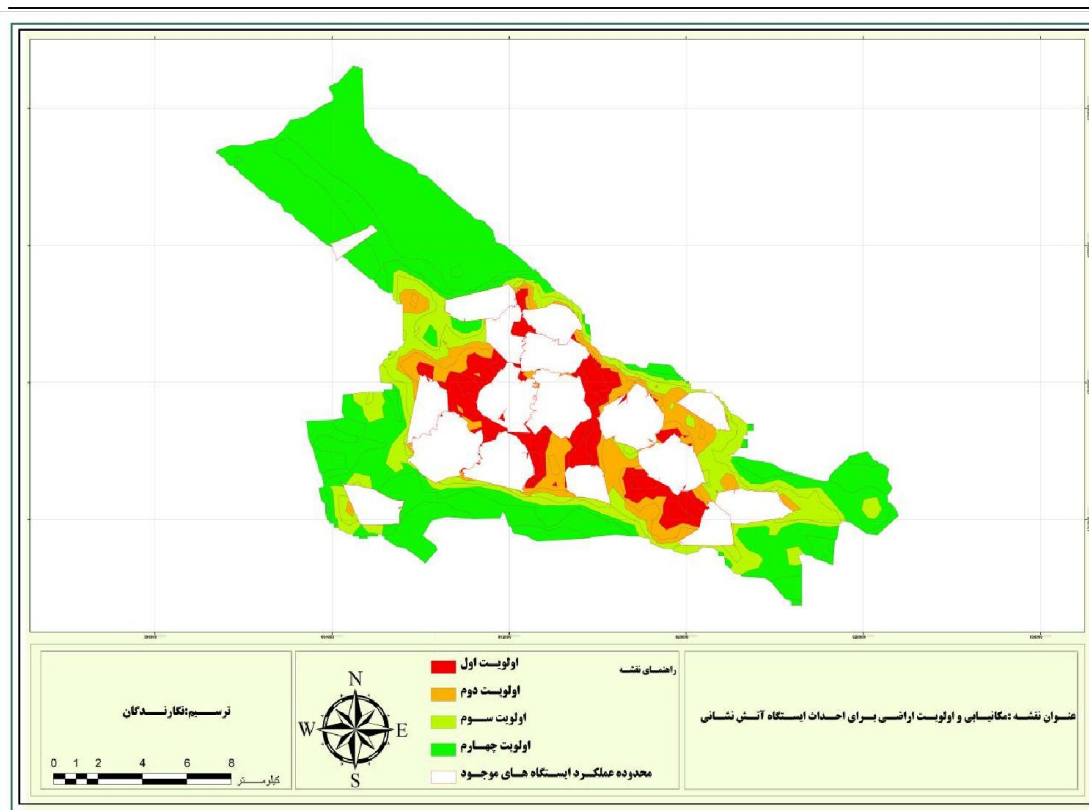 عنوان نقشه :مکانیابی و اولویت اراضی برای احداث ایستگاه آتش نشانی
راهنمای نقشه
اولویت اول
اولویت دوم
اولویت سوم
اولویت چهارم
محدوده عملکرد ایستگاه های موجود
N
W E
S
ترسیم:نگارندگان
0 1 2 4 6 8
کیلومتر